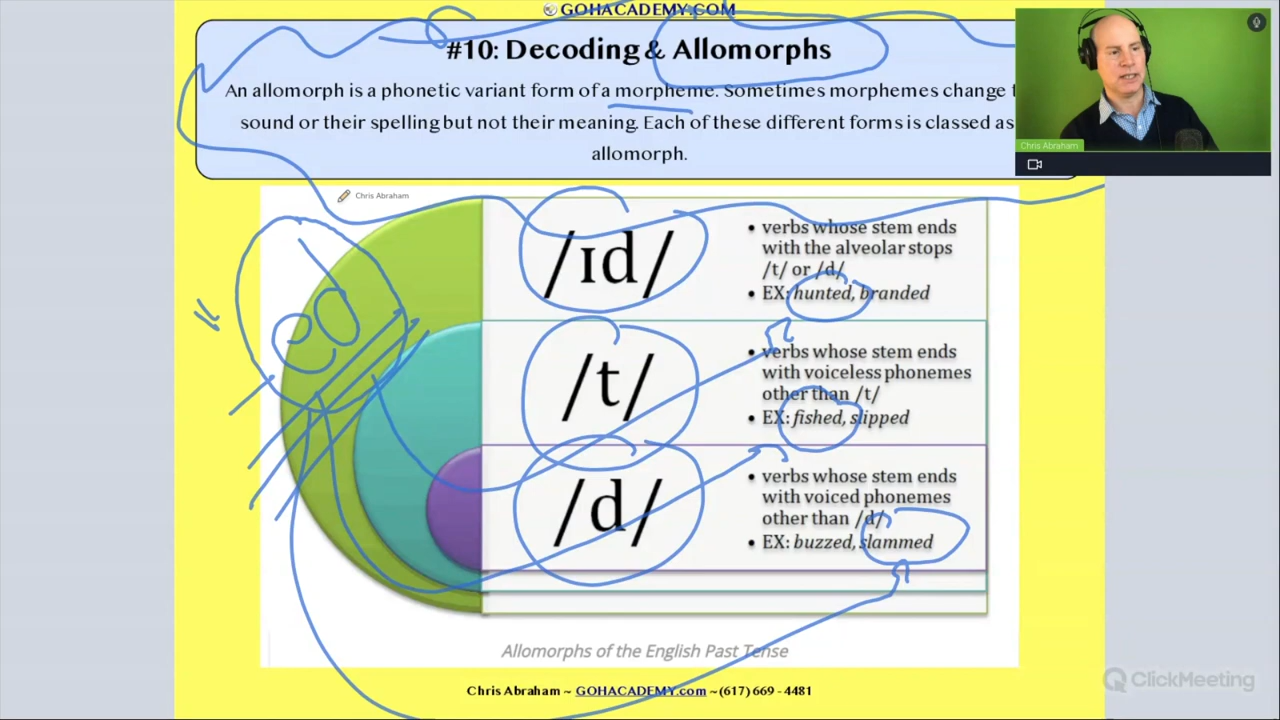 GOHACADEMY.COM
#10: Decoding & Allomorphs
An allomorph is a phonetic variant form of a morpheme. Sometimes morphemes change t
sound or their spelling but not their meaning. Each of these different forms is classed as
allomorph.
Chris Abraham
Chris Abraham
/ɪd/
• verbs whose stem ends
with the alveolar stops
/t/ or /d/
• EX: hunted, branded
/t/
• verbs whose stem ends
with voiceless phonemes
other than /t/
• EX: fished, slipped
/d/
• verbs whose stem ends
with voiced phonemes
other than /d/
• EX: buzzed, slammed
Allomorphs of the English Past Tense
Chris Abraham ~ GOHACADEMY.com ~(617) 669 - 4481
ClickMeeting